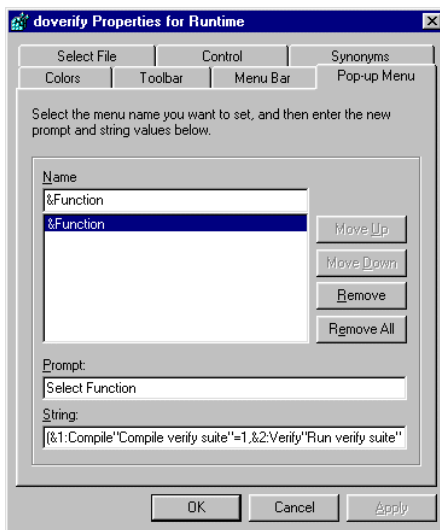 doverify Properties for Runtime
Select File Control Synonyms
Colors Toolbar Menu Bar Pop-up Menu
Select the menu name you want to set, and then enter the new
prompt and string values below.
Name
&Function
&Function
Move Up
Move Down
Remove
Remove All
Prompt:
Select Function
String:
(&1:Compile"Compile verify suite"=1,&2:Verify"Run verify suite"
OK Cancel Apply